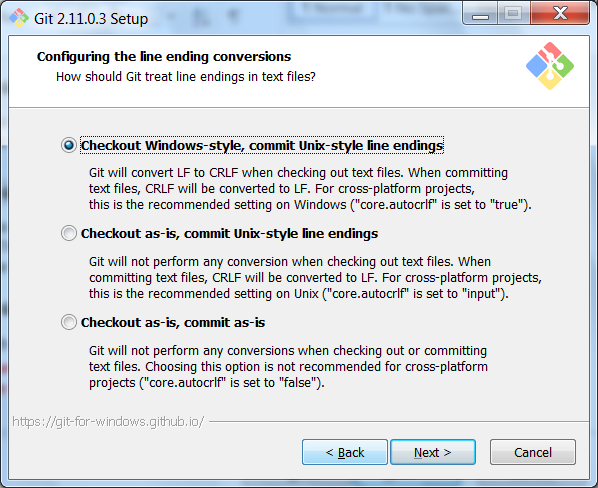 Git 2.11.0.3 Setup
Configuring the line ending conversions
How should Git treat line endings in text files?
Checkout Windows-style, commit Unix-style line endings
Git will convert LF to CRLF when checking out text files. When committing
text files, CRLF will be converted to LF. For cross-platform projects,
this is the recommended setting on Windows ("core.autocrlf" is set to "true").
Checkout as-is, commit Unix-style line endings
Git will not perform any conversion when checking out text files. When
committing text files, CRLF will be converted to LF. For cross-platform projects,
this is the recommended setting on Unix ("core.autocrlf" is set to "input").
Checkout as-is, commit as-is
Git will not perform any conversions when checking out or committing
text files. Choosing this option is not recommended for cross-platform
projects ("core.autocrlf" is set to "false").
https://git-for-windows.github.io/
< Back
Next >
Cancel